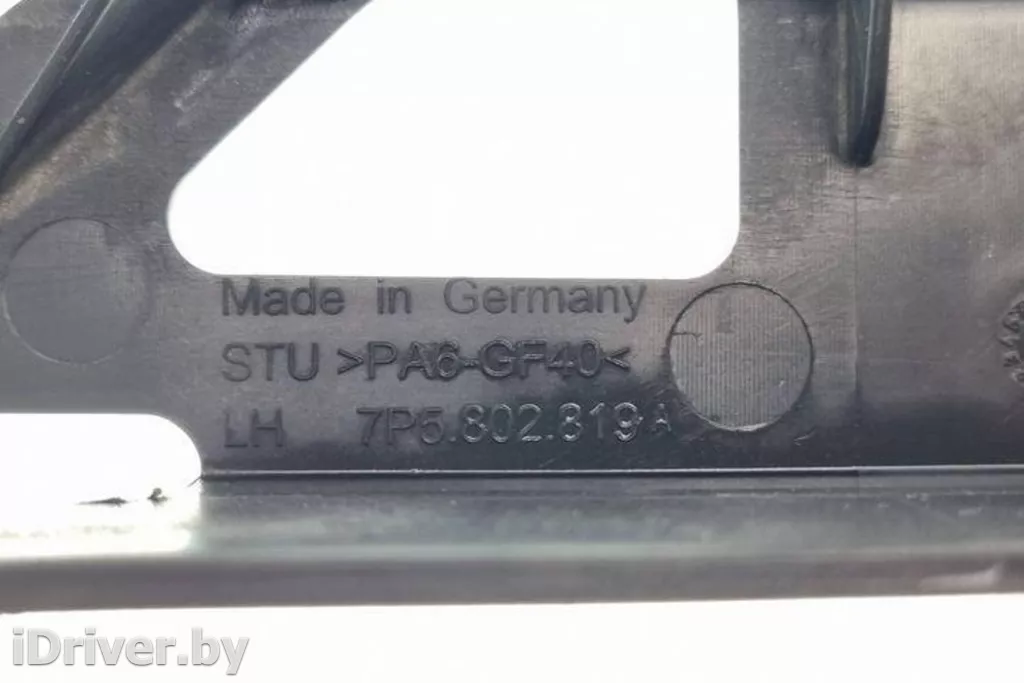 Made in Germany
STU >PA6-GF40<
LH 7P5.802.819 A
iDriver.by